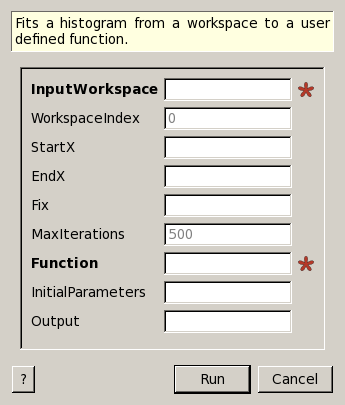 Fits a histogram from a workspace to a user
defined function.
InputWorkspace *
WorkspaceIndex 0
StartX
EndX
Fix
MaxIterations 500
Function *
InitialParameters
Output
? Run Cancel